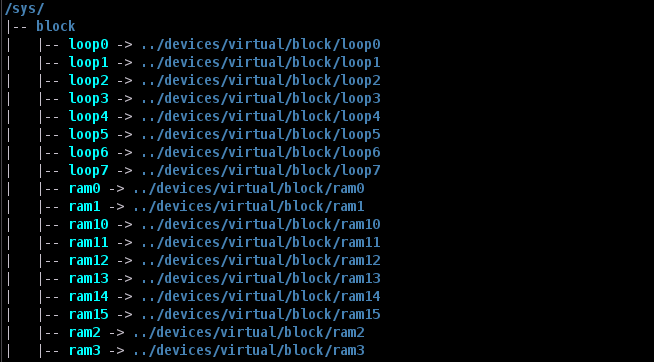 /sys/
|-- block
|   |-- loop0 -> ../devices/virtual/block/loop0
|   |-- loop1 -> ../devices/virtual/block/loop1
|   |-- loop2 -> ../devices/virtual/block/loop2
|   |-- loop3 -> ../devices/virtual/block/loop3
|   |-- loop4 -> ../devices/virtual/block/loop4
|   |-- loop5 -> ../devices/virtual/block/loop5
|   |-- loop6 -> ../devices/virtual/block/loop6
|   |-- loop7 -> ../devices/virtual/block/loop7
|   |-- ram0 -> ../devices/virtual/block/ram0
|   |-- ram1 -> ../devices/virtual/block/ram1
|   |-- ram10 -> ../devices/virtual/block/ram10
|   |-- ram11 -> ../devices/virtual/block/ram11
|   |-- ram12 -> ../devices/virtual/block/ram12
|   |-- ram13 -> ../devices/virtual/block/ram13
|   |-- ram14 -> ../devices/virtual/block/ram14
|   |-- ram15 -> ../devices/virtual/block/ram15
|   |-- ram2 -> ../devices/virtual/block/ram2
|   |-- ram3 -> ../devices/virtual/block/ram3